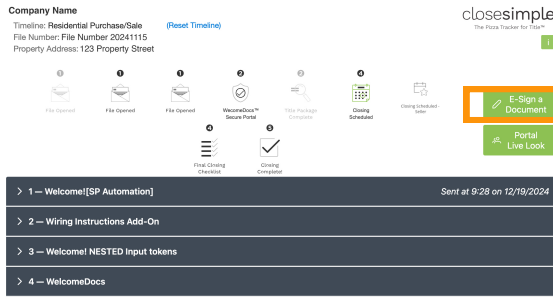 Company Name
closesimple
Timeline: Residential Purchase/Sale (Reset Timeline)
The Pizza Tracker for Title™
File Number: File Number 20241115
Property Address: 123 Property Street
i
1 1 1 2 3 4
File Opened File Opened File Opened WecomeDocs™ Secure Portal Title Package Complete Closing Scheduled Closing Scheduled - Seller
E-Sign a Document
Portal Live Look
4 5
Final Closing Checklist Closing Complete!
1 — Welcome![SP Automation] Sent at 9:28 on 12/19/2024
2 — Wiring Instructions Add-On
3 — Welcome! NESTED Input tokens
4 — WelcomeDocs